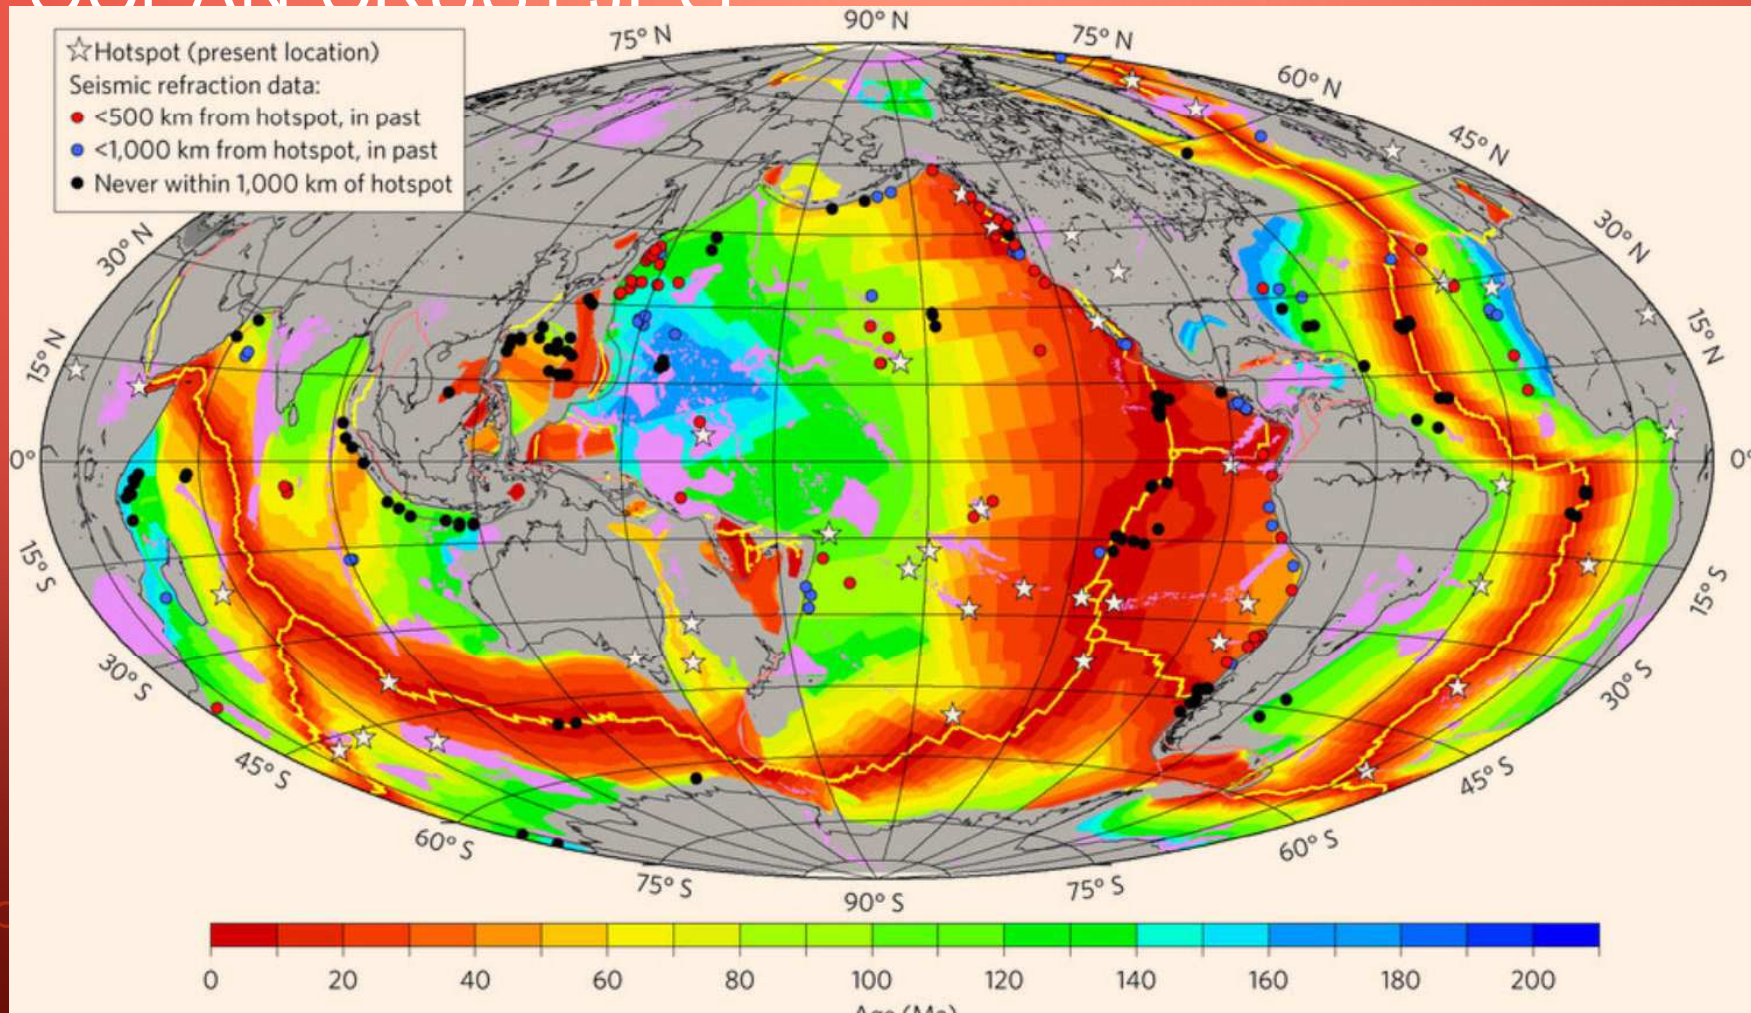 90° N
75° N
75° N
☆Hotspot (present location)
Seismic refraction data:
<500 km from hotspot, in past
<1,000 km from hotspot, in past
Never within 1,000 km of hotspot
60° N
45° N
30° N
30° N
15° N
15° N
0°
0°
15° S
15° S
30° S
30° S
45° S
45° S
60° S
60° S
75° S
75° S
90° S
0 20 40 60 80 100 120 140 160 180 200